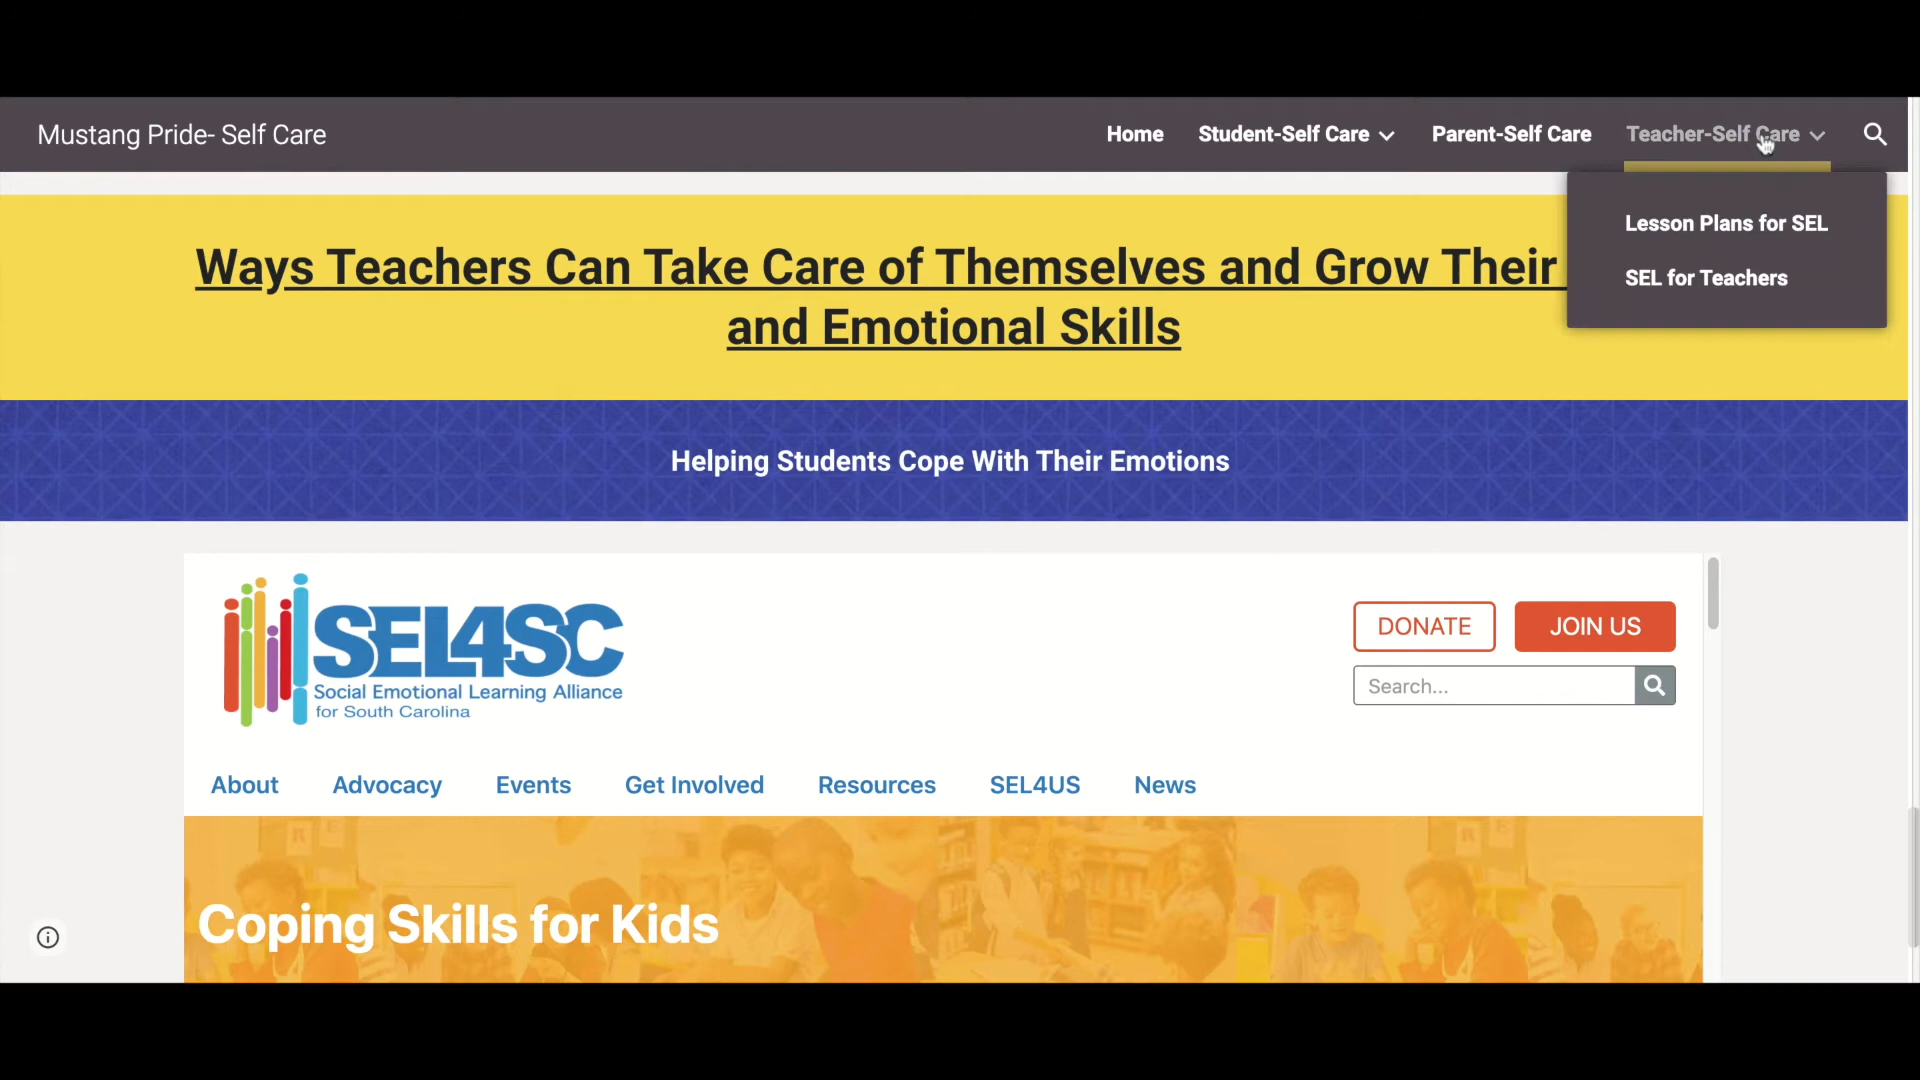 Mustang Pride- Self Care
Home
Student-Self Care
Parent-Self Care
Teacher-Self Care
Lesson Plans for SEL
SEL for Teachers
Ways Teachers Can Take Care of Themselves and Grow Their
and Emotional Skills
Helping Students Cope With Their Emotions
SEL4SC
Social Emotional Learning Alliance
for South Carolina
DONATE
JOIN US
Search...
About
Advocacy
Events
Get Involved
Resources
SEL4US
News
Coping Skills for Kids